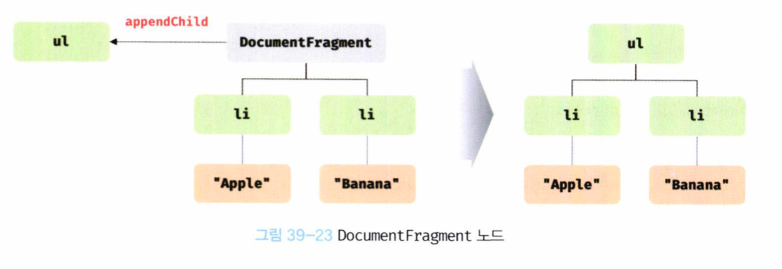 appendChild
ul
DocumentFragment
ul
li
li
li
li
"Apple"
"Banana"
"Apple"
"Banana"
그림 39-23 DocumentFragment 노드